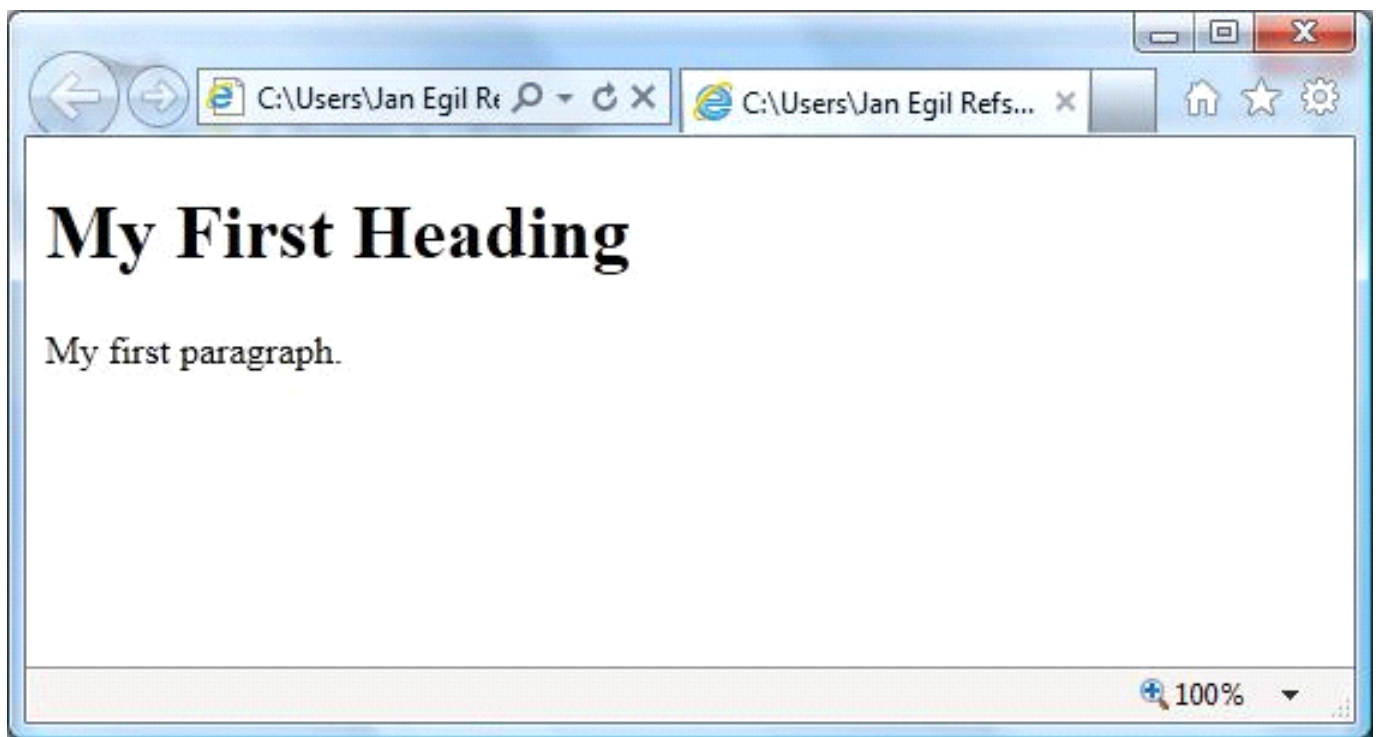 C:\Users\Jan Egil Re
C:\Users\Jan Egil Refs...
My First Heading
My first paragraph.
100%